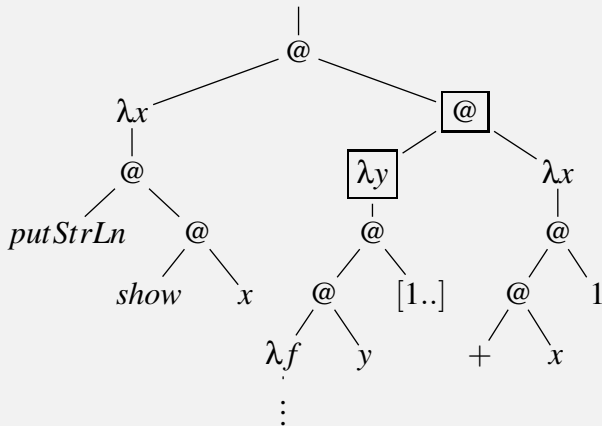 @
λx @
@ λy λx
putStrLn @ @ @
show x @ [1..] @ 1
λf y + x
⋮